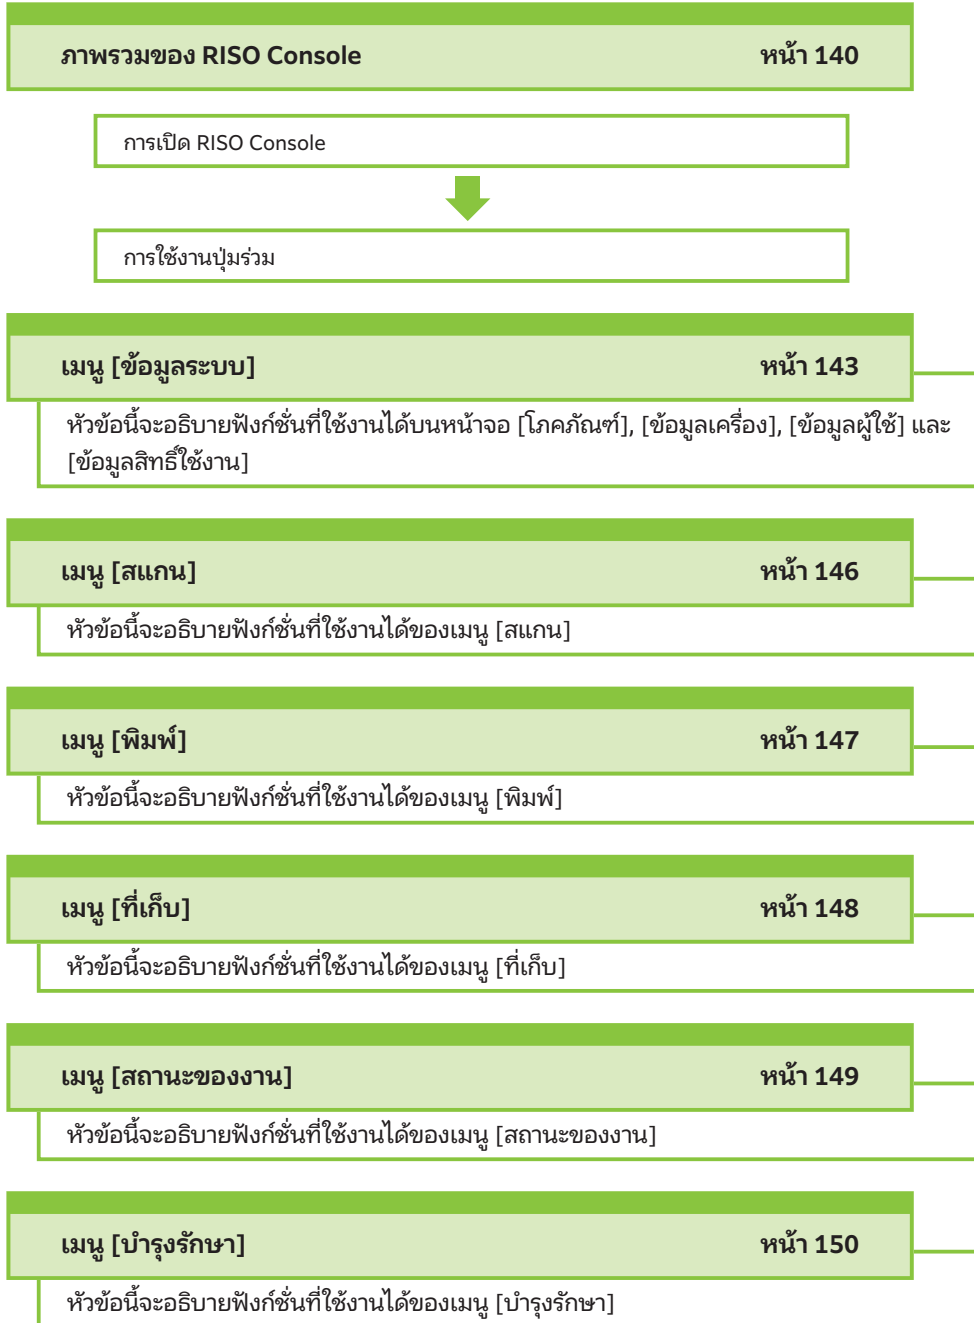 ภาพรวมของ RISO Console หน้า 140
การเปิด RISO Console
การใช้งานปุ่มร่วม
เมนู [ข้อมูลระบบ] หน้า 143
หัวข้อนี้จะอธิบายฟังก์ชั่นที่ใช้งานได้บนหน้าจอ [โภคภัณฑ์], [ข้อมูลเครื่อง], [ข้อมูลผู้ใช้] และ
[ข้อมูลสิทธิ์ใช้งาน]
เมนู [สแกน] หน้า 146
หัวข้อนี้จะอธิบายฟังก์ชั่นที่ใช้งานได้ของเมนู [สแกน]
เมนู [พิมพ์] หน้า 147
หัวข้อนี้จะอธิบายฟังก์ชั่นที่ใช้งานได้ของเมนู [พิมพ์]
เมนู [ที่เก็บ] หน้า 148
หัวข้อนี้จะอธิบายฟังก์ชั่นที่ใช้งานได้ของเมนู [ที่เก็บ]
เมนู [สถานะของงาน] หน้า 149
หัวข้อนี้จะอธิบายฟังก์ชั่นที่ใช้งานได้ของเมนู [สถานะของงาน]
เมนู [บำรุงรักษา] หน้า 150
หัวข้อนี้จะอธิบายฟังก์ชั่นที่ใช้งานได้ของเมนู [บำรุงรักษา]